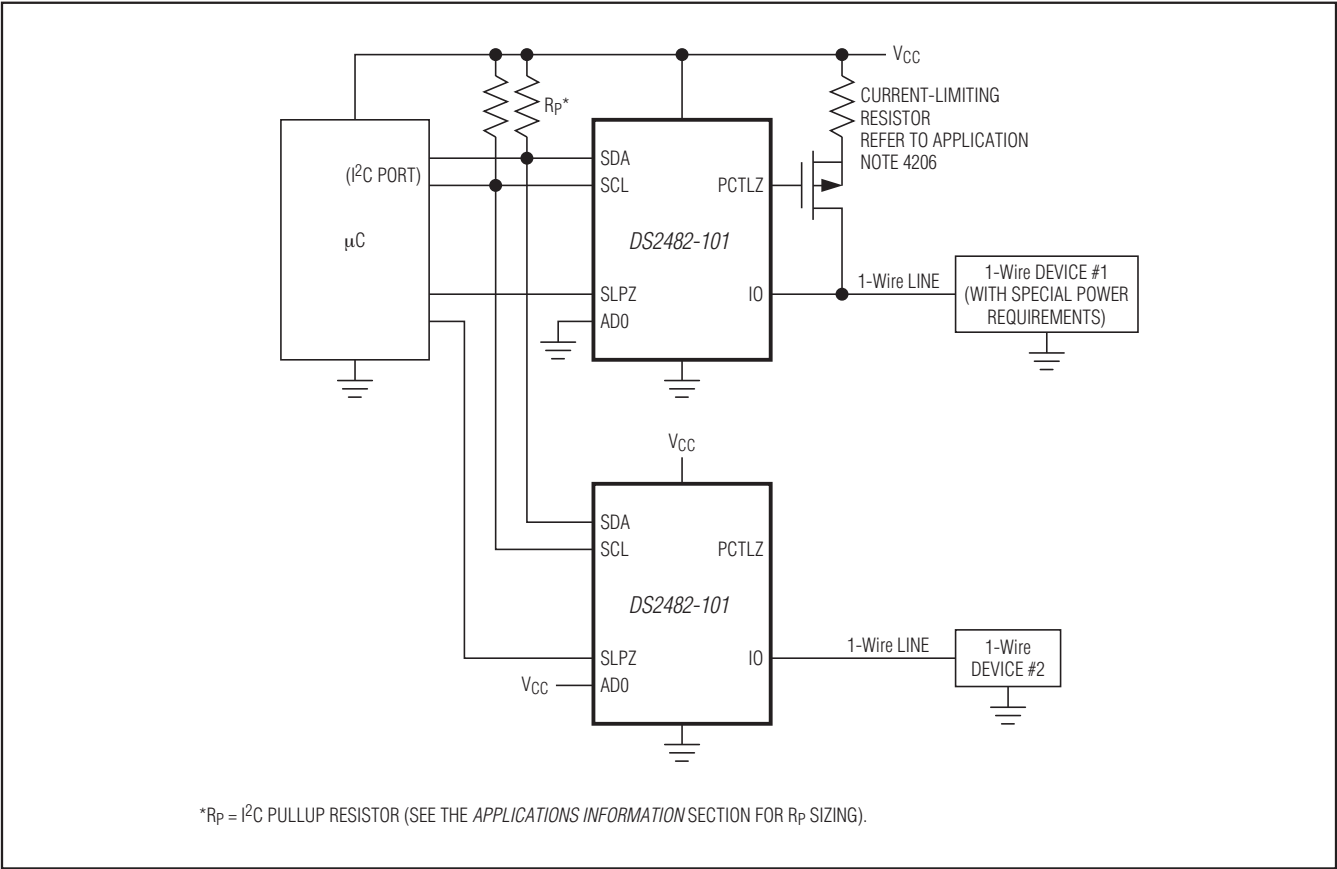 VCC
RP*
CURRENT-LIMITING
RESISTOR
REFER TO APPLICATION
NOTE 4206
(I2C PORT)
μC
SDA
SCL
PCTLZ
DS2482-101
SLPZ
AD0
IO
1-Wire LINE
1-Wire DEVICE #1
(WITH SPECIAL POWER
REQUIREMENTS)
VCC
SDA
SCL
PCTLZ
DS2482-101
SLPZ
AD0
IO
VCC
1-Wire LINE
1-Wire
DEVICE #2
*RP = I2C PULLUP RESISTOR (SEE THE APPLICATIONS INFORMATION SECTION FOR RP SIZING).